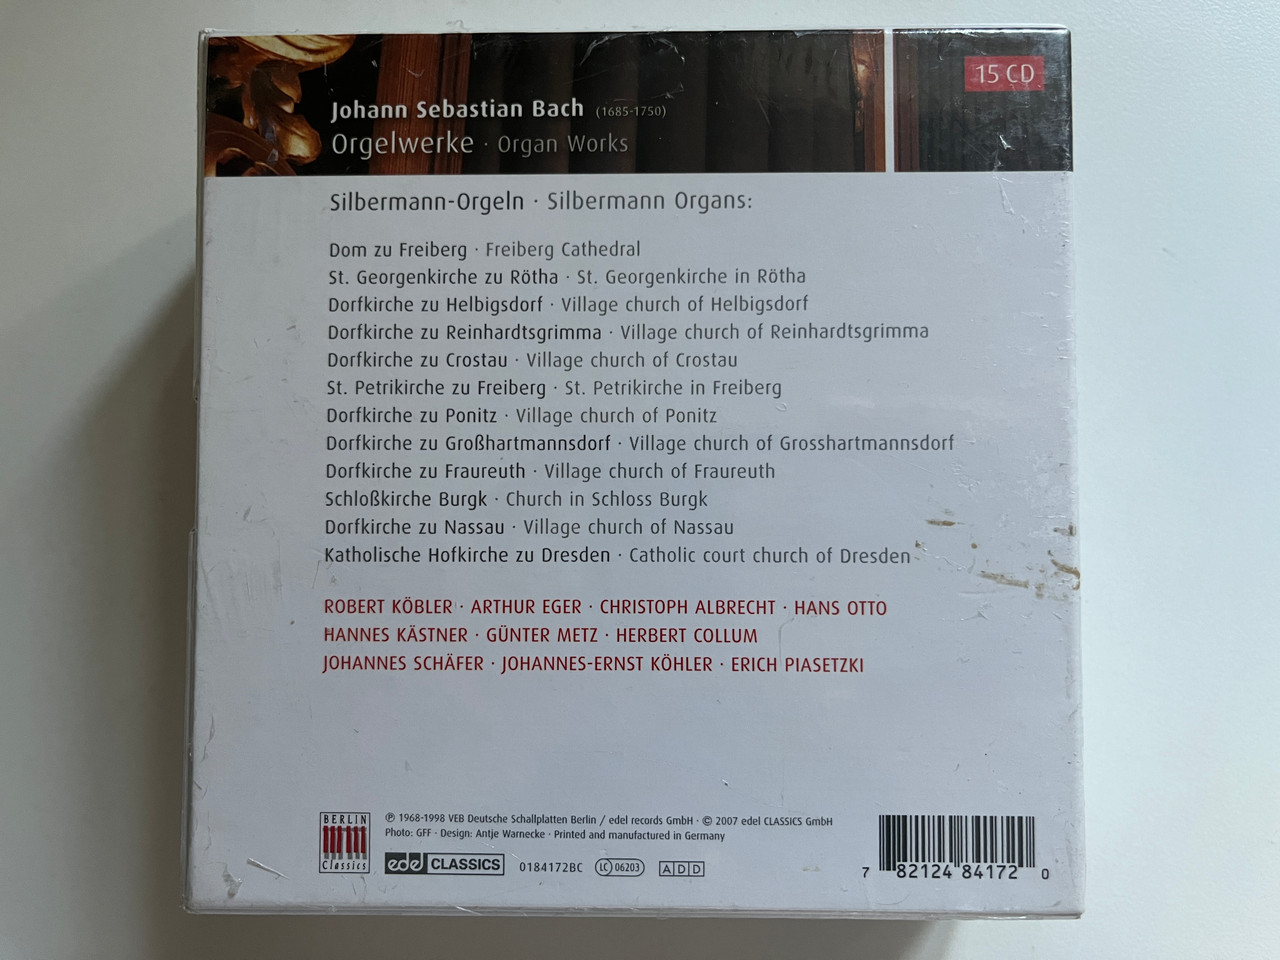 15 CD
Johann Sebastian Bach (1685-1750)
Orgelwerke · Organ Works
Silbermann-Orgeln · Silbermann Organs:
Dom zu Freiberg · Freiberg Cathedral
St. Georgenkirche zu Rötha · St. Georgenkirche in Rötha
Dorfkirche zu Helbigsdorf · Village church of Helbigsdorf
Dorfkirche zu Reinhardtsgrimma · Village church of Reinhardtsgrimma
Dorfkirche zu Crostau · Village church of Crostau
St. Petrikirche zu Freiberg · St. Petrikirche in Freiberg
Dorfkirche zu Ponitz · Village church of Ponitz
Dorfkirche zu Großhartmannsdorf · Village church of Grosshartmannsdorf
Dorfkirche zu Fraureuth · Village church of Fraureuth
Schloßkirche Burgk · Church in Schloss Burgk
Dorfkirche zu Nassau · Village church of Nassau
Katholische Hofkirche zu Dresden · Catholic court church of Dresden
ROBERT KÖBLER · ARTHUR EGER · CHRISTOPH ALBRECHT · HANS OTTO
HANNES KÄSTNER · GÜNTER METZ · HERBERT COLLUM
JOHANNES SCHÄFER · JOHANNES-ERNST KÖHLER · ERICH PIASETZKI
BERLIN
Classics
℗ 1968-1998 VEB Deutsche Schallplatten Berlin / edel records GmbH · © 2007 edel CLASSICS GmbH
Photo: GFF · Design: Antje Warnecke · Printed and manufactured in Germany
edel CLASSICS 0184172BC LC 06203 ADD
7 82124 84172 0